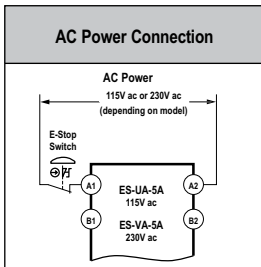 AC Power Connection
AC Power
115V ac or 230V ac
(depending on model)
E-Stop
Switch
A1
ES-UA-5A
115V ac
A2
B1
ES-VA-5A
230V ac
B2